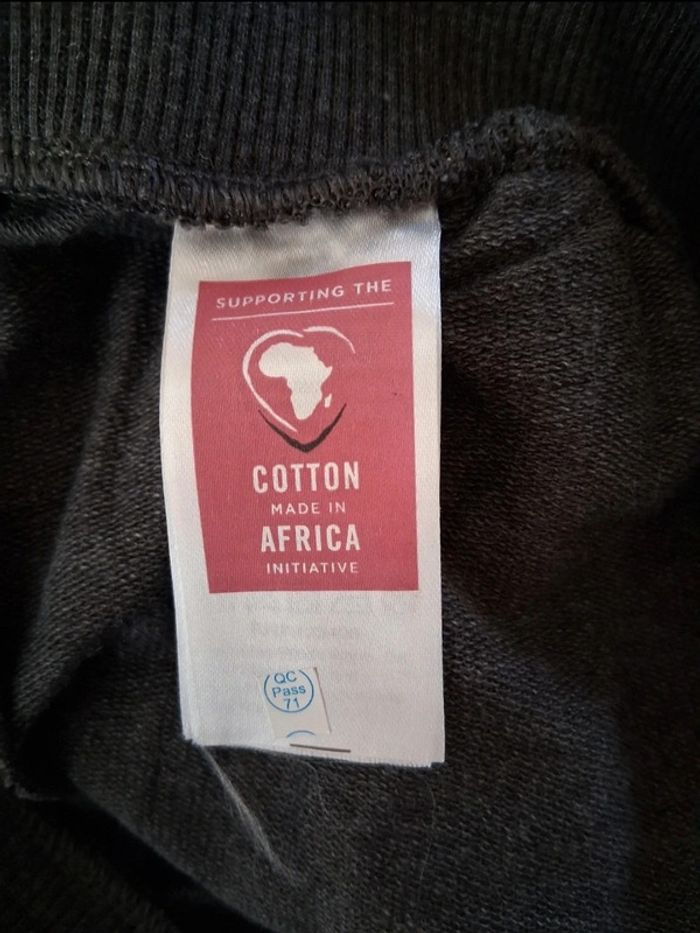 SUPPORTING THE
COTTON
MADE IN
AFRICA
INITIATIVE
QC
Pass
71